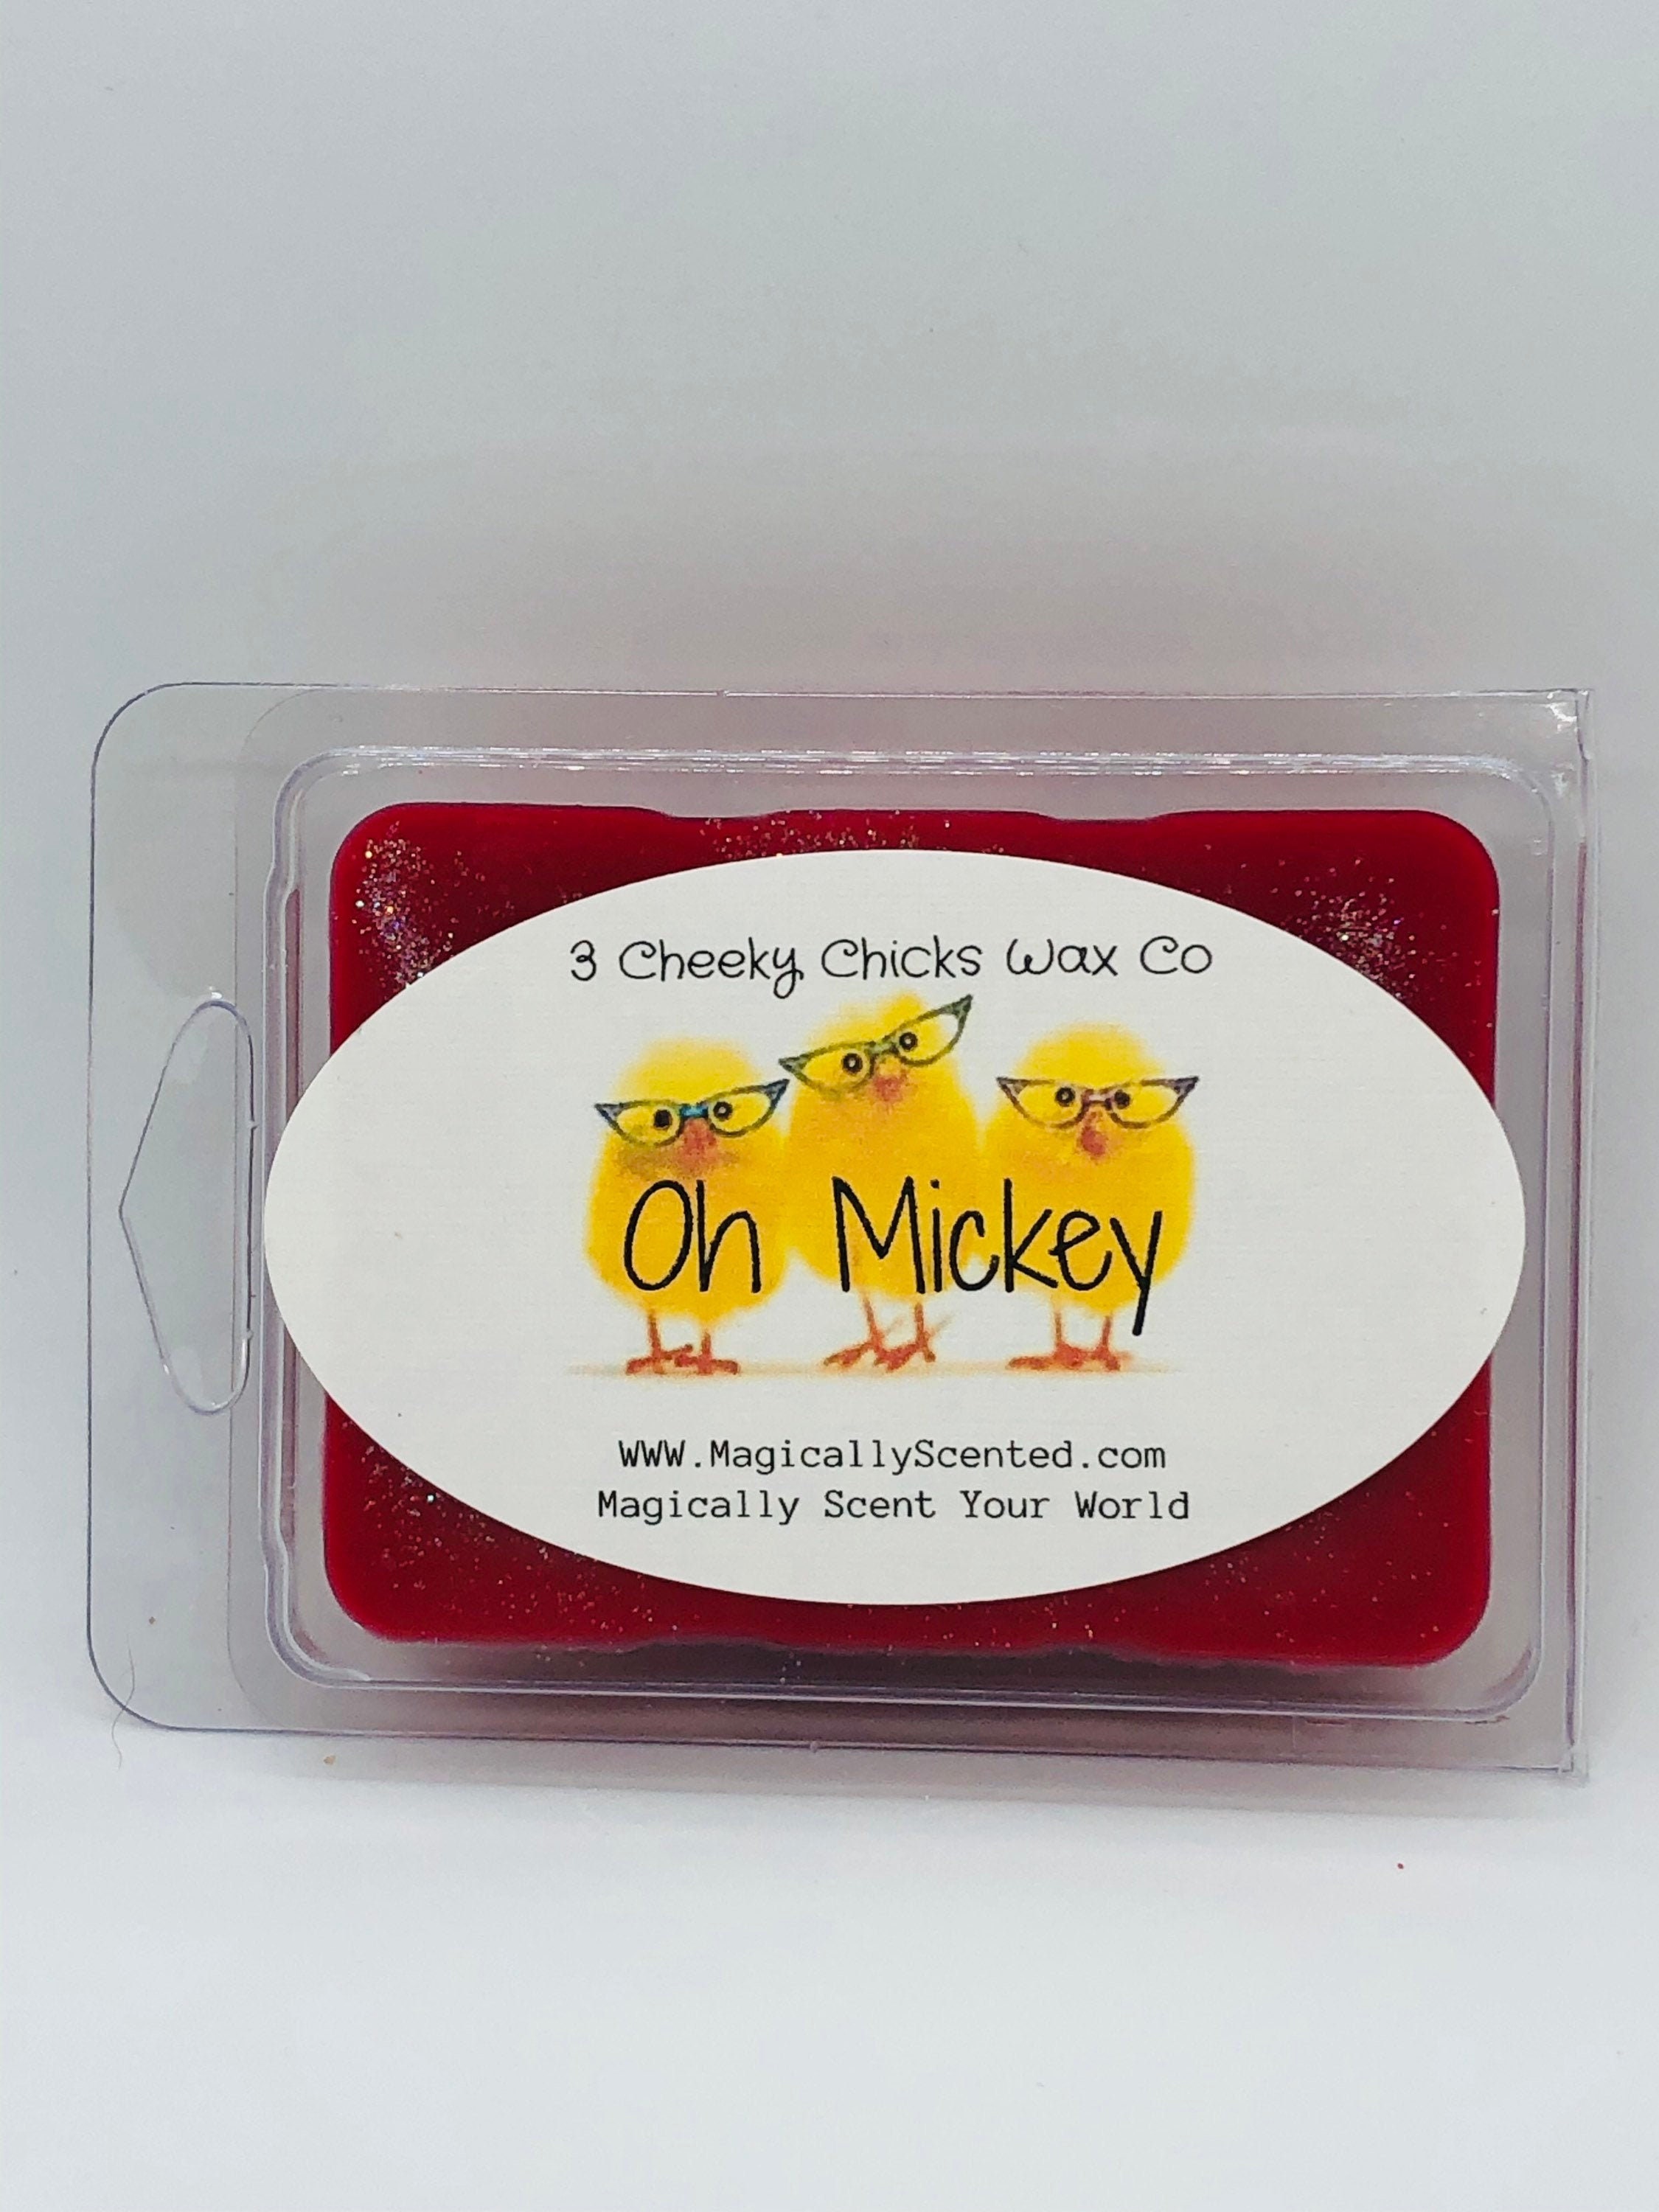 3 Cheeky Chicks Wax Co
Oh Mickey
WWW.MagicallyScented.com
Magically Scent Your World